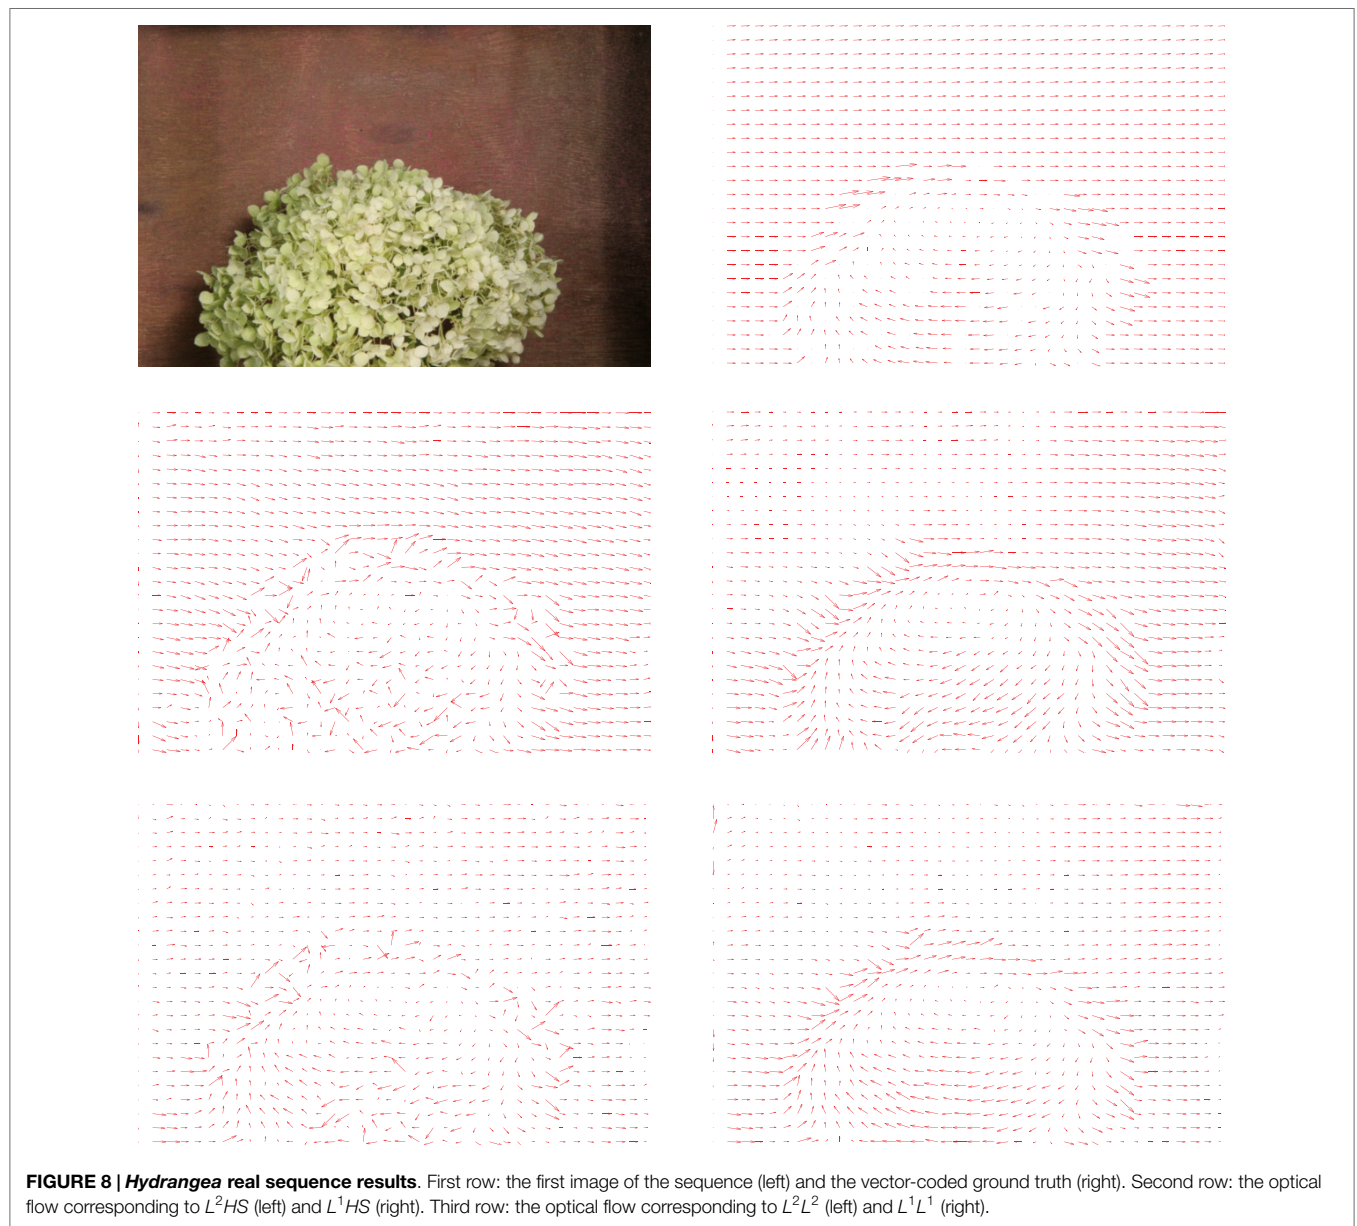 FIGURE 8 | Hydrangea real sequence results. First row: the first image of the sequence (left) and the vector-coded ground truth (right). Second row: the optical
flow corresponding to L²HS (left) and L¹HS (right). Third row: the optical flow corresponding to L²L² (left) and L¹L¹ (right).